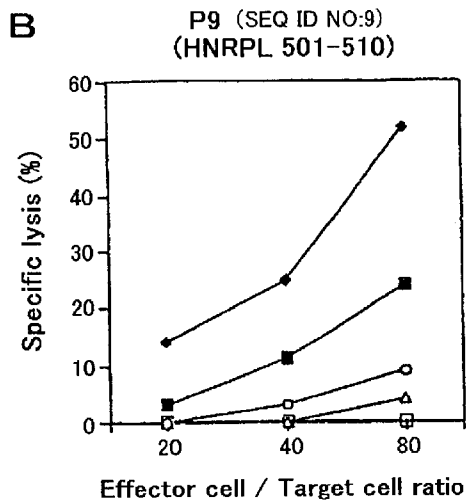 B
P9 (SEQ ID NO:9)
(HNRPL 501-510)
Specific lysis (%)
60
50
40
30
20
10
0
20 40 80
Effector cell / Target cell ratio